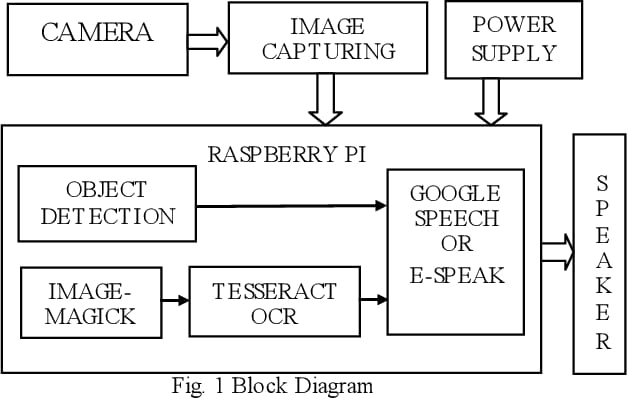 CAMERA
IMAGE
CAPTURING
POWER
SUPPLY
RASPBERRY PI
OBJECT
DETECTION
GOOGLE
SPEECH
OR
E-SPEAK
IMAGE-
MAGICK
TESSERACT
OCR
S
P
E
A
K
E
R
Fig. 1 Block Diagram